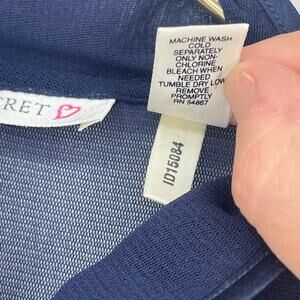 MACHINE WASH
COLD
SEPARATELY
ONLY NON-
CHLORINE
BLEACH WHEN
NEEDED
TUMBLE DRY LOW
REMOVE
PROMPTLY
RN 54867
CRET
ID15084